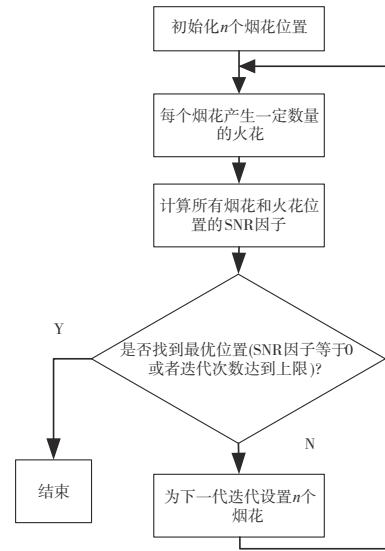 初始化n个烟花位置
每个烟花产生一定数量
的火花
计算所有烟花和火花位
置的SNR因子
Y
是否找到最优位置(SNR因子等于0
或者迭代次数达到上限)?
N
结束
为下一代迭代设置n个
烟花